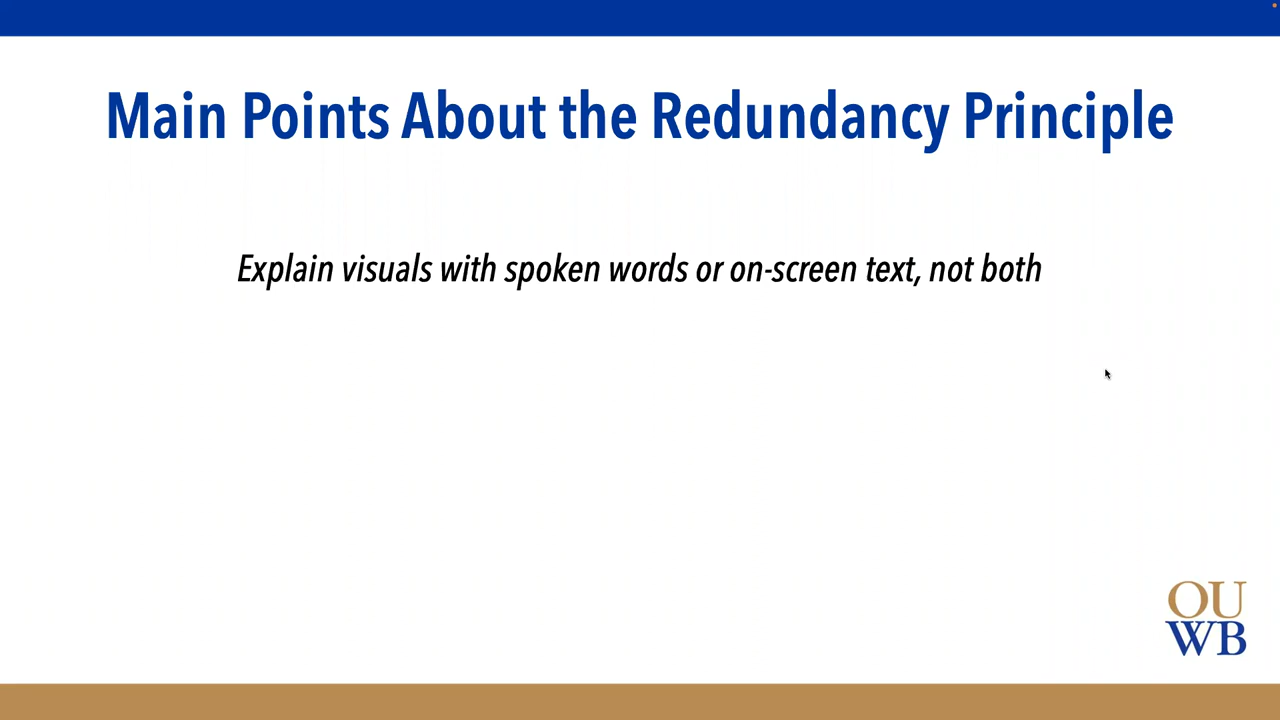 Main Points About the Redundancy Principle
Explain visuals with spoken words or on-screen text, not both
OU
WB